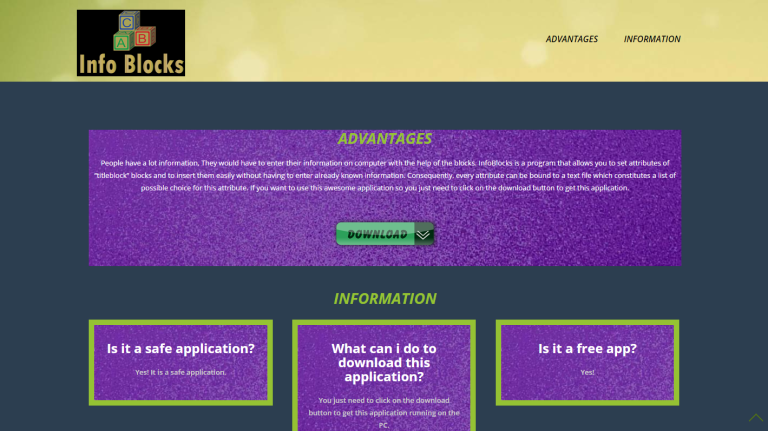 C
A B
Info Blocks
ADVANTAGES INFORMATION
ADVANTAGES
People have a lot information, They would have to enter their information on computer with the help of the blocks. InfoBlocks is a program that allows you to set attributes of
"titleblock" blocks and to insert them easily without having to enter already known information. Consequently, every attribute can be bound to a text file which constitutes a list of
possible choice for this attribute. If you want to use this awesome application so you just need to click on the download button to get this application.
DOWNLOAD
INFORMATION
Is it a safe application?
Yes! It is a safe application.
What can i do to
download this
application?
You just need to click on the download
button to get this application running on the
PC.
Is it a free app?
Yes!